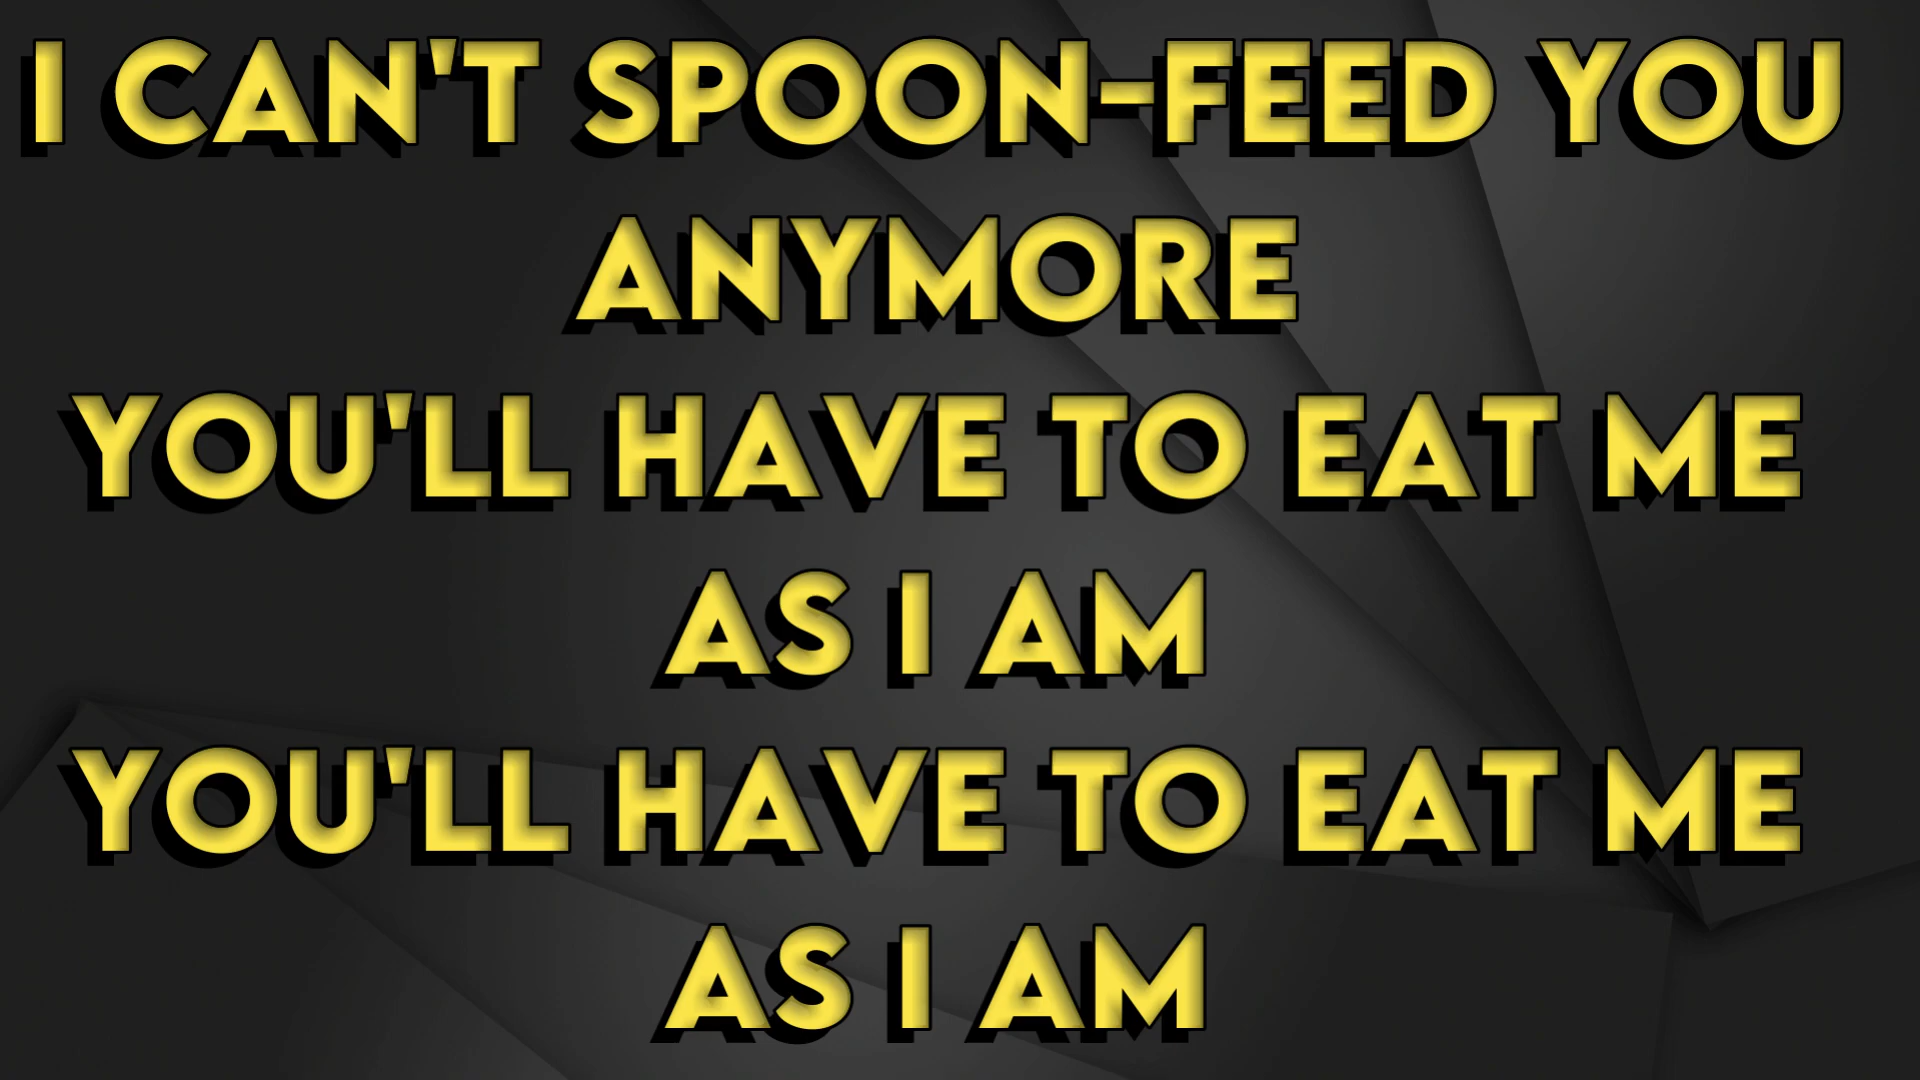 I CAN'T SPOON-FEED YOU
ANYMORE
YOU'LL HAVE TO EAT ME
AS I AM
YOU'LL HAVE TO EAT ME
AS I AM